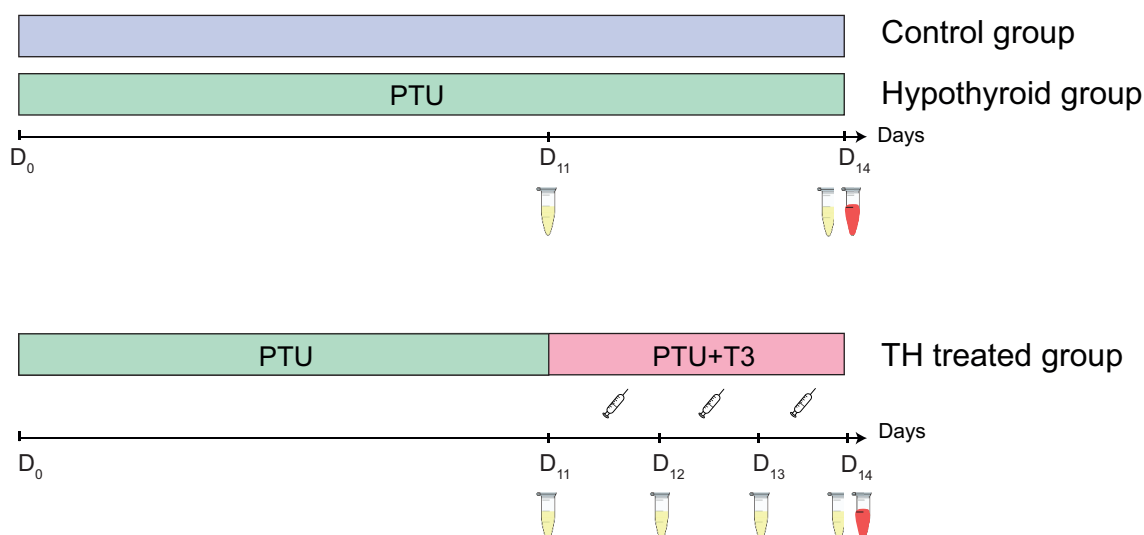 Control group
PTU
Hypothyroid group
Days
D0
D11
D14
PTU
PTU+T3
TH treated group
Days
D0
D11
D12
D13
D14